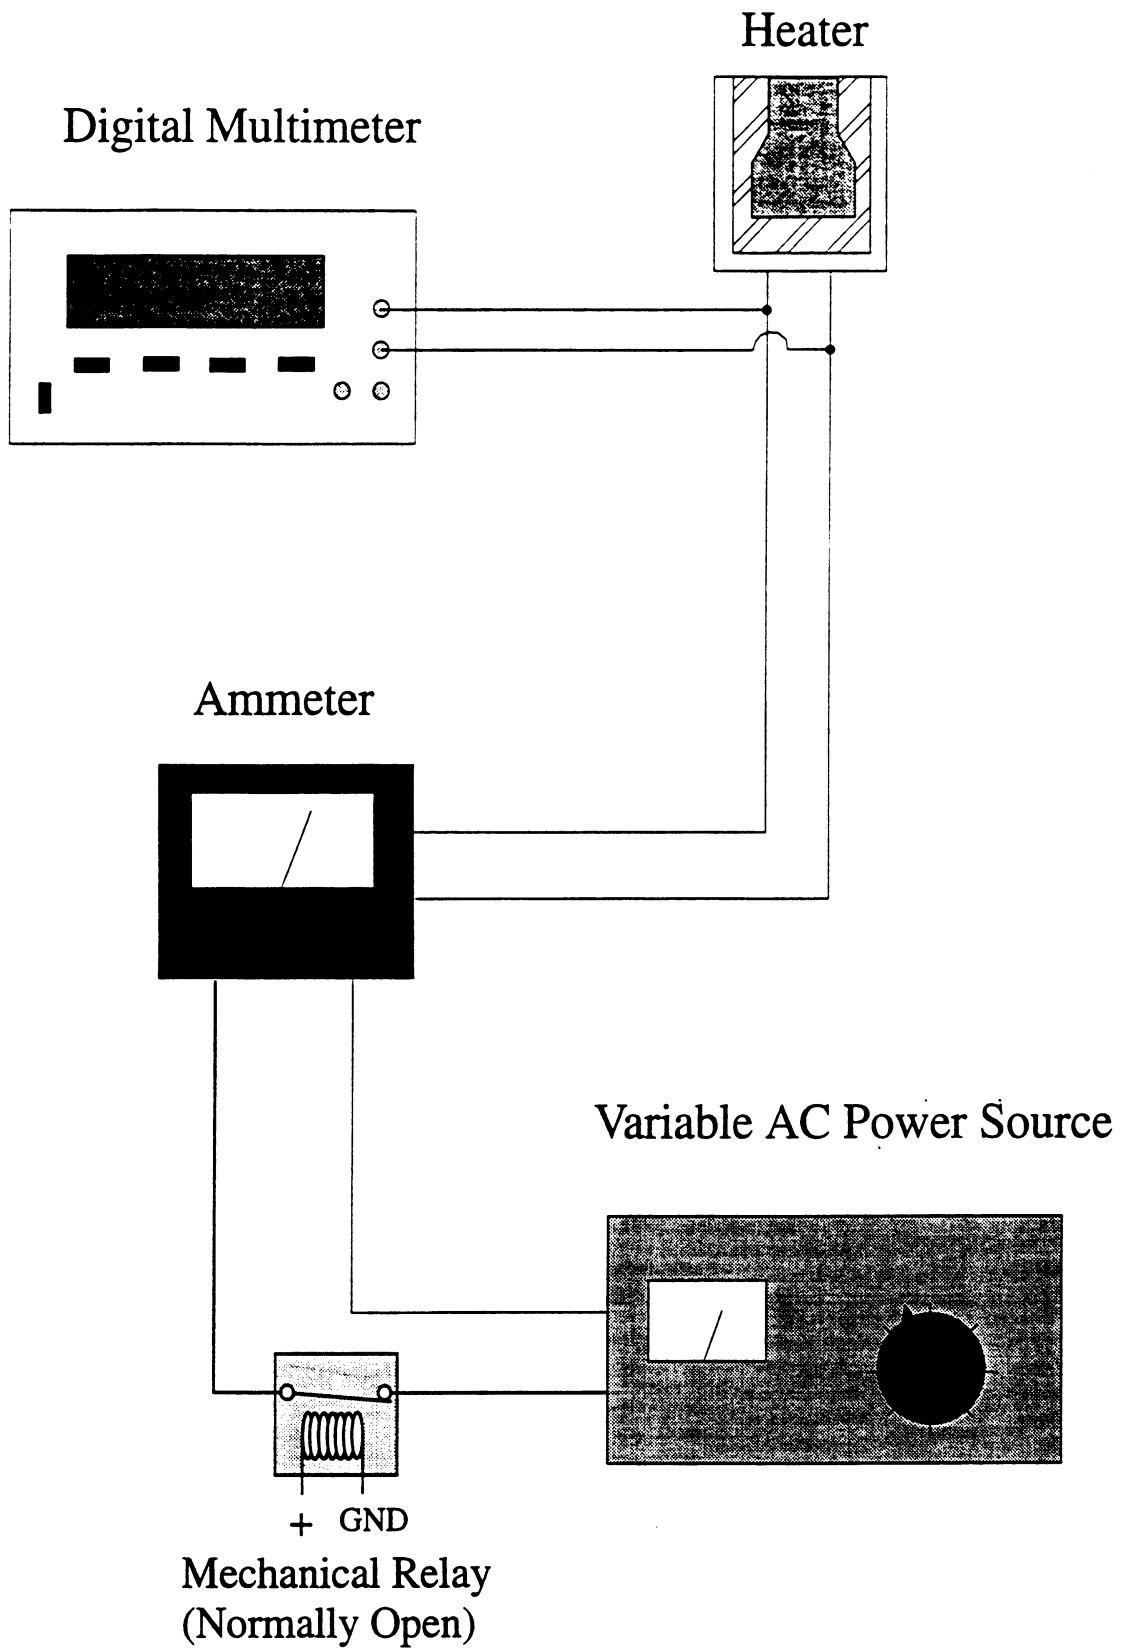 Heater
Digital Multimeter
Ammeter
Variable AC Power Source
+ GND
Mechanical Relay
(Normally Open)